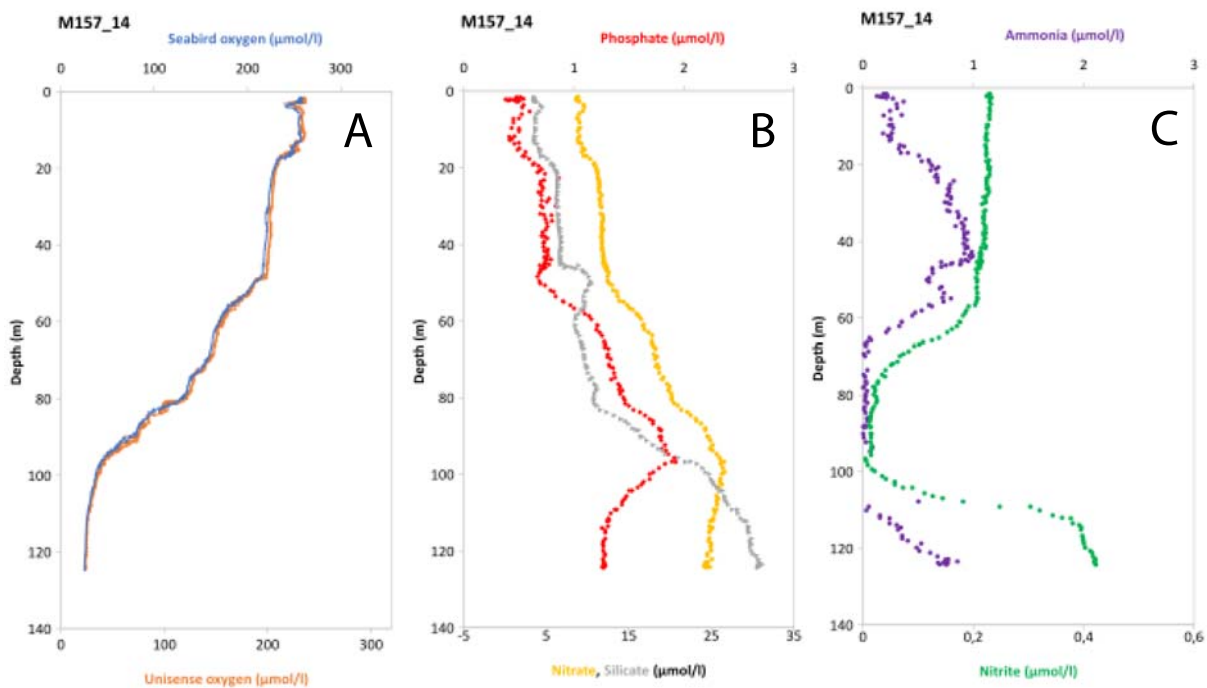 M157_14
Seabird oxygen (µmol/l)
0 100 200 300
0
20
40
60
80
100
120
140
Depth (m)
A
0 100 200 300
Unisense oxygen (µmol/l)
M157_14
Phosphate (µmol/l)
0 1 2 3
0
20
40
60
80
100
120
140
Depth (m)
B
-5 5 15 25 35
Nitrate, Silicate (µmol/l)
M157_14
Ammonia (µmol/l)
0 1 2 3
0
20
40
60
80
100
120
140
Depth (m)
C
0 0,2 0,4 0,6
Nitrite (µmol/l)